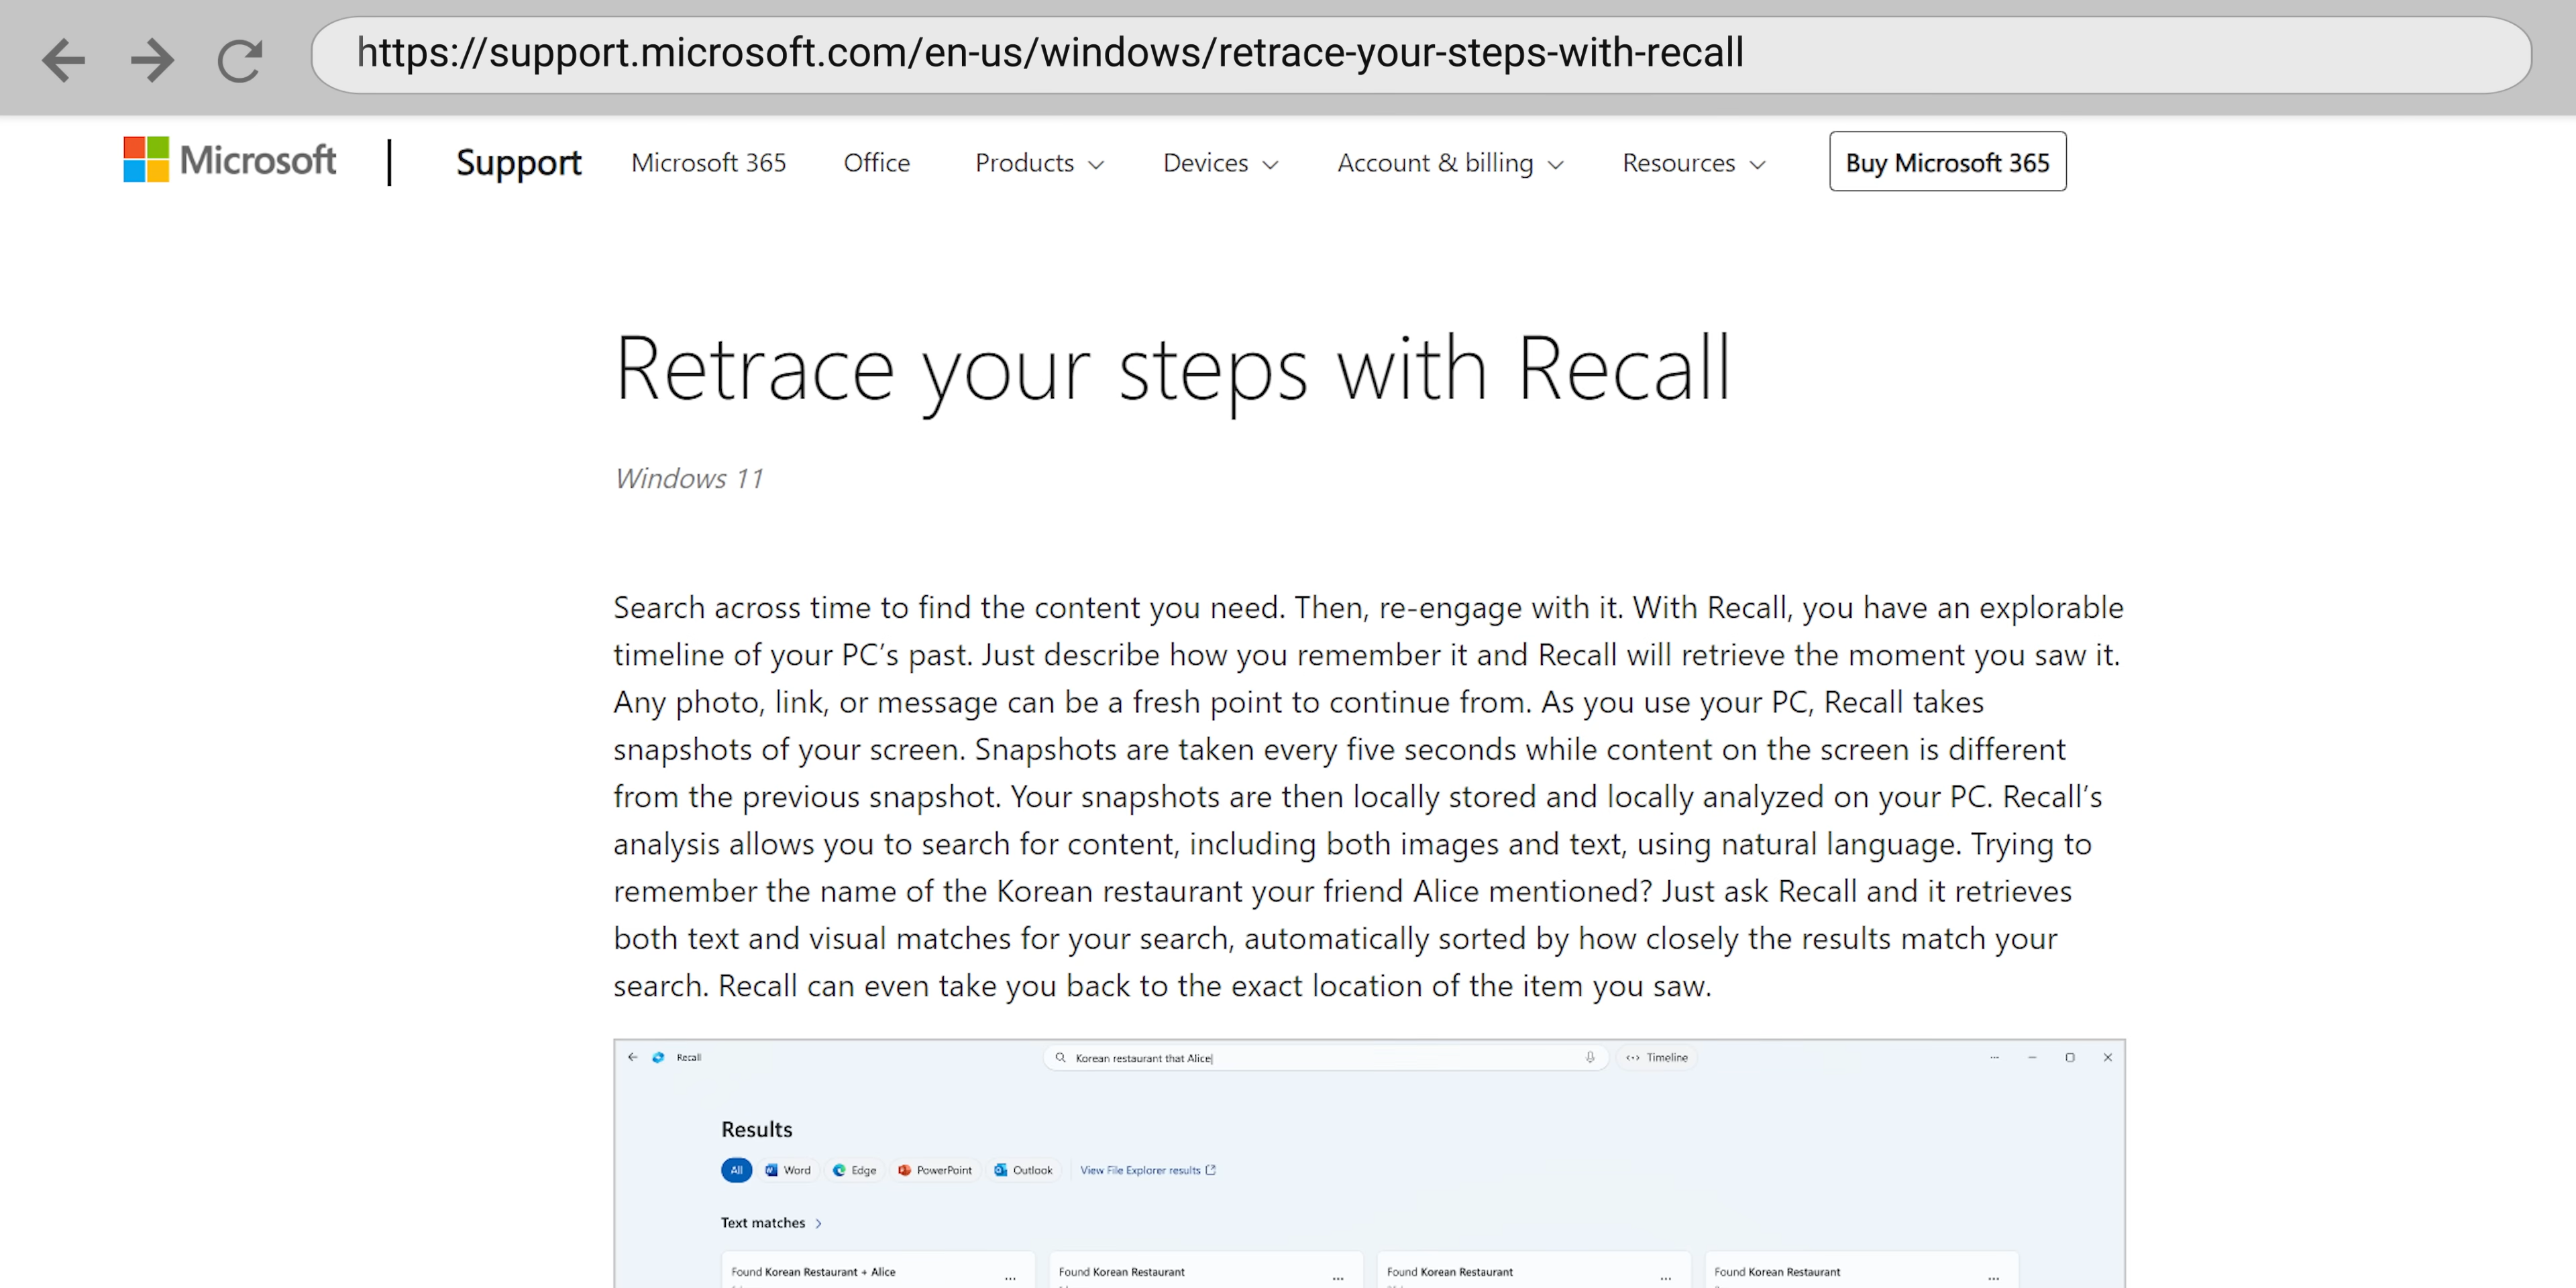 https://support.microsoft.com/en-us/windows/retrace-your-steps-with-recall
Microsoft | Support Microsoft 365 Office Products Devices Account & billing Resources Buy Microsoft 365
Retrace your steps with Recall
Windows 11
Search across time to find the content you need. Then, re-engage with it. With Recall, you have an explorable
timeline of your PC’s past. Just describe how you remember it and Recall will retrieve the moment you saw it.
Any photo, link, or message can be a fresh point to continue from. As you use your PC, Recall takes
snapshots of your screen. Snapshots are taken every five seconds while content on the screen is different
from the previous snapshot. Your snapshots are then locally stored and locally analyzed on your PC. Recall’s
analysis allows you to search for content, including both images and text, using natural language. Trying to
remember the name of the Korean restaurant your friend Alice mentioned? Just ask Recall and it retrieves
both text and visual matches for your search, automatically sorted by how closely the results match your
search. Recall can even take you back to the exact location of the item you saw.
Recall Korean restaurant that Alice Timeline
Results
All Word Edge PowerPoint Outlook View File Explorer results
Text matches
Found Korean Restaurant + Alice ... Found Korean Restaurant ... Found Korean Restaurant ... Found Korean Restaurant ...